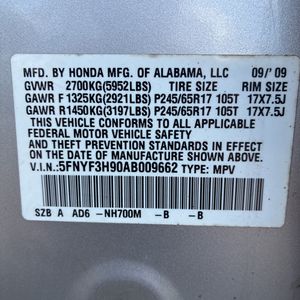 MFD. BY HONDA MFG. OF ALABAMA, LLC 09/'09
GVWR 2700KG(5952LBS) TIRE SIZE RIM SIZE
GAWR F 1325KG(2921LBS) P245/65R17 105T 17X7.5J
GAWR R1450KG(3197LBS) P245/65R17 105T 17X7.5J
THIS VEHICLE CONFORMS TO ALL APPLICABLE
FEDERAL MOTOR VEHICLE SAFETY
AND THEFT PREVENTION STANDARDS IN EFFECT
ON THE DATE OF MANUFACTURE SHOWN ABOVE.
V.I.N.:5FNYF3H90AB009662 TYPE: MPV
SZB A AD6 -NH700M -B -B